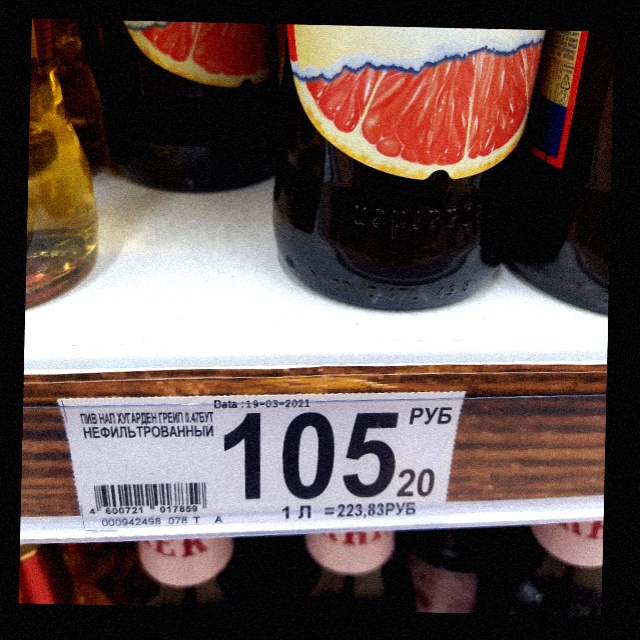 Data :19-03-2021
ПИВ НАП ХУГАРДЕН ГРЕЙП 0.47БУТ
НЕФИЛЬТРОВАННЫЙ
105 20 РУБ
1 Л =223,83РУБ
4 600721 017859
000942498 078 T A